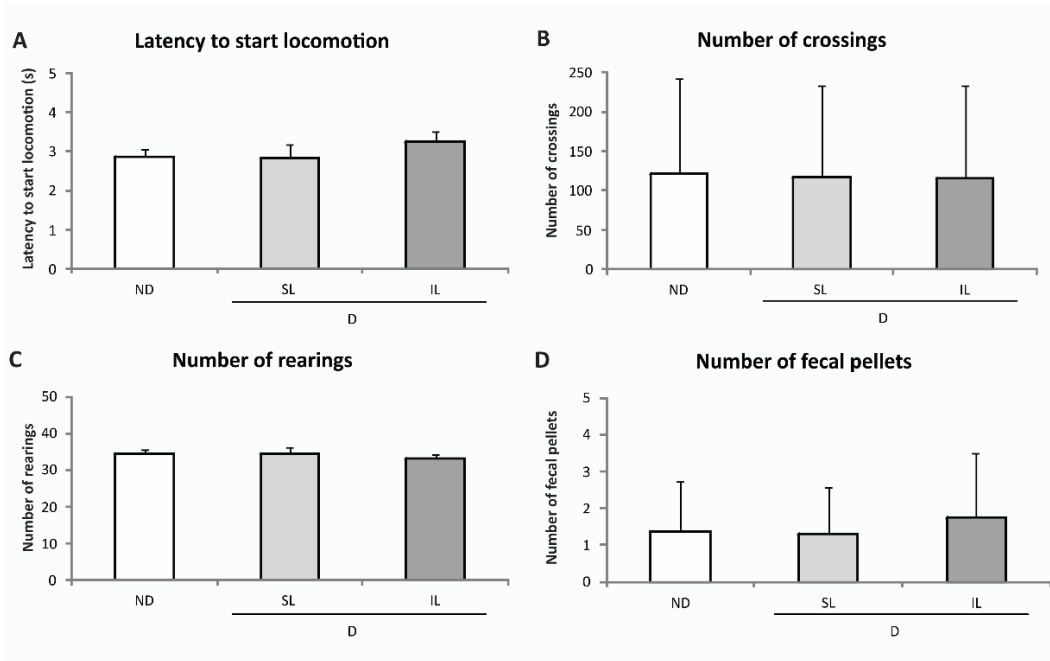 A
Latency to start locomotion
Latency to start locomotion (s)
5
4
3
2
1
0
ND
SL
IL
D
B
Number of crossings
Number of crossings
250
200
150
100
50
0
ND
SL
IL
D
C
Number of rearings
Number of rearings
50
40
30
20
10
0
ND
SL
IL
D
D
Number of fecal pellets
Number of fecal pellets
5
4
3
2
1
0
ND
SL
IL
D